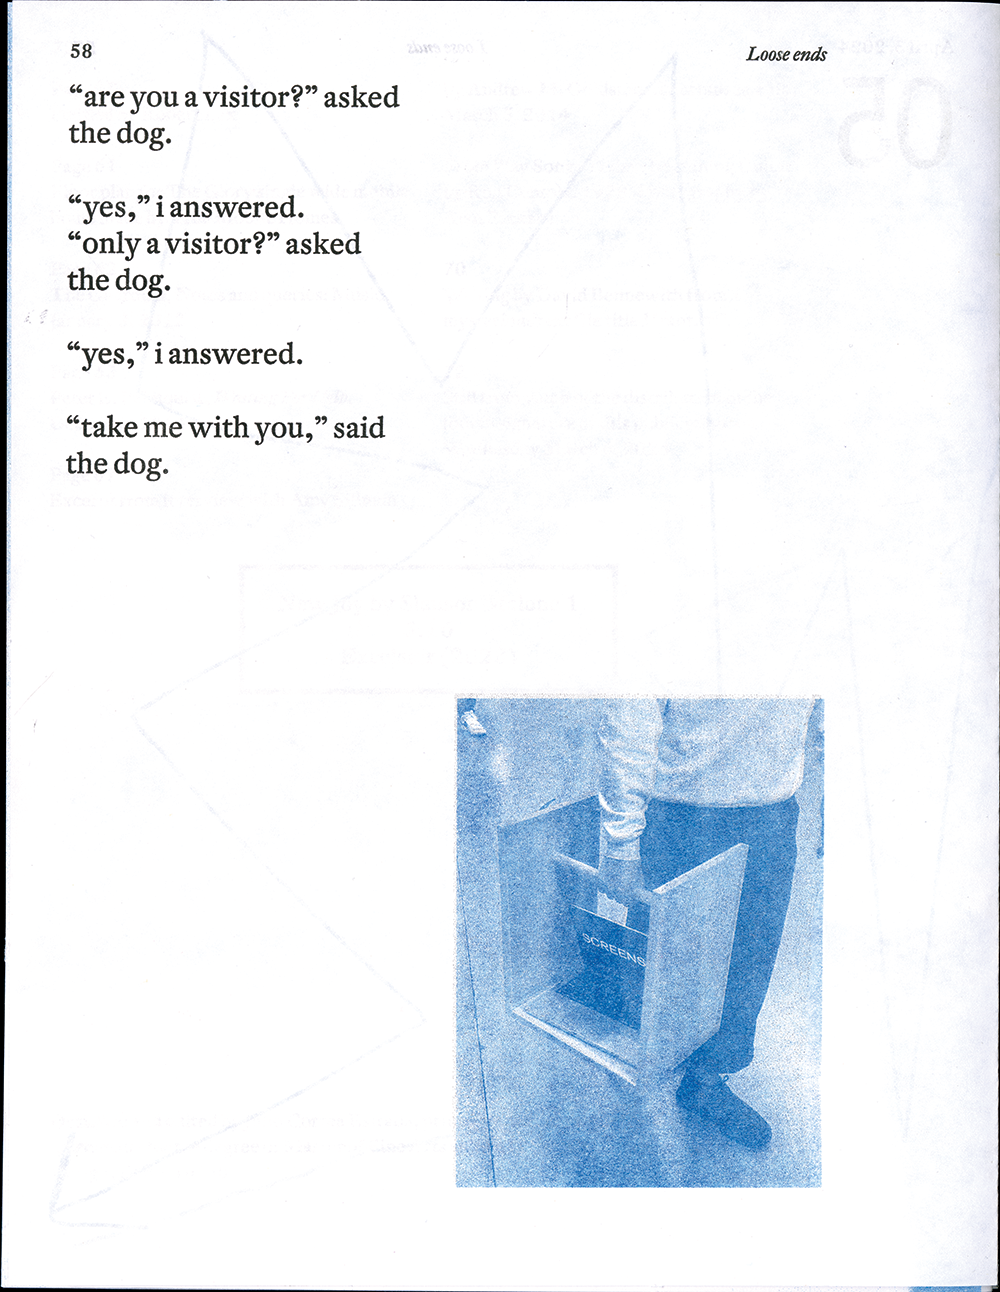 58
Loose ends
“are you a visitor?” asked
the dog.
“yes,” i answered.
“only a visitor?” asked
the dog.
“yes,” i answered.
“take me with you,” said
the dog.
SCREENS